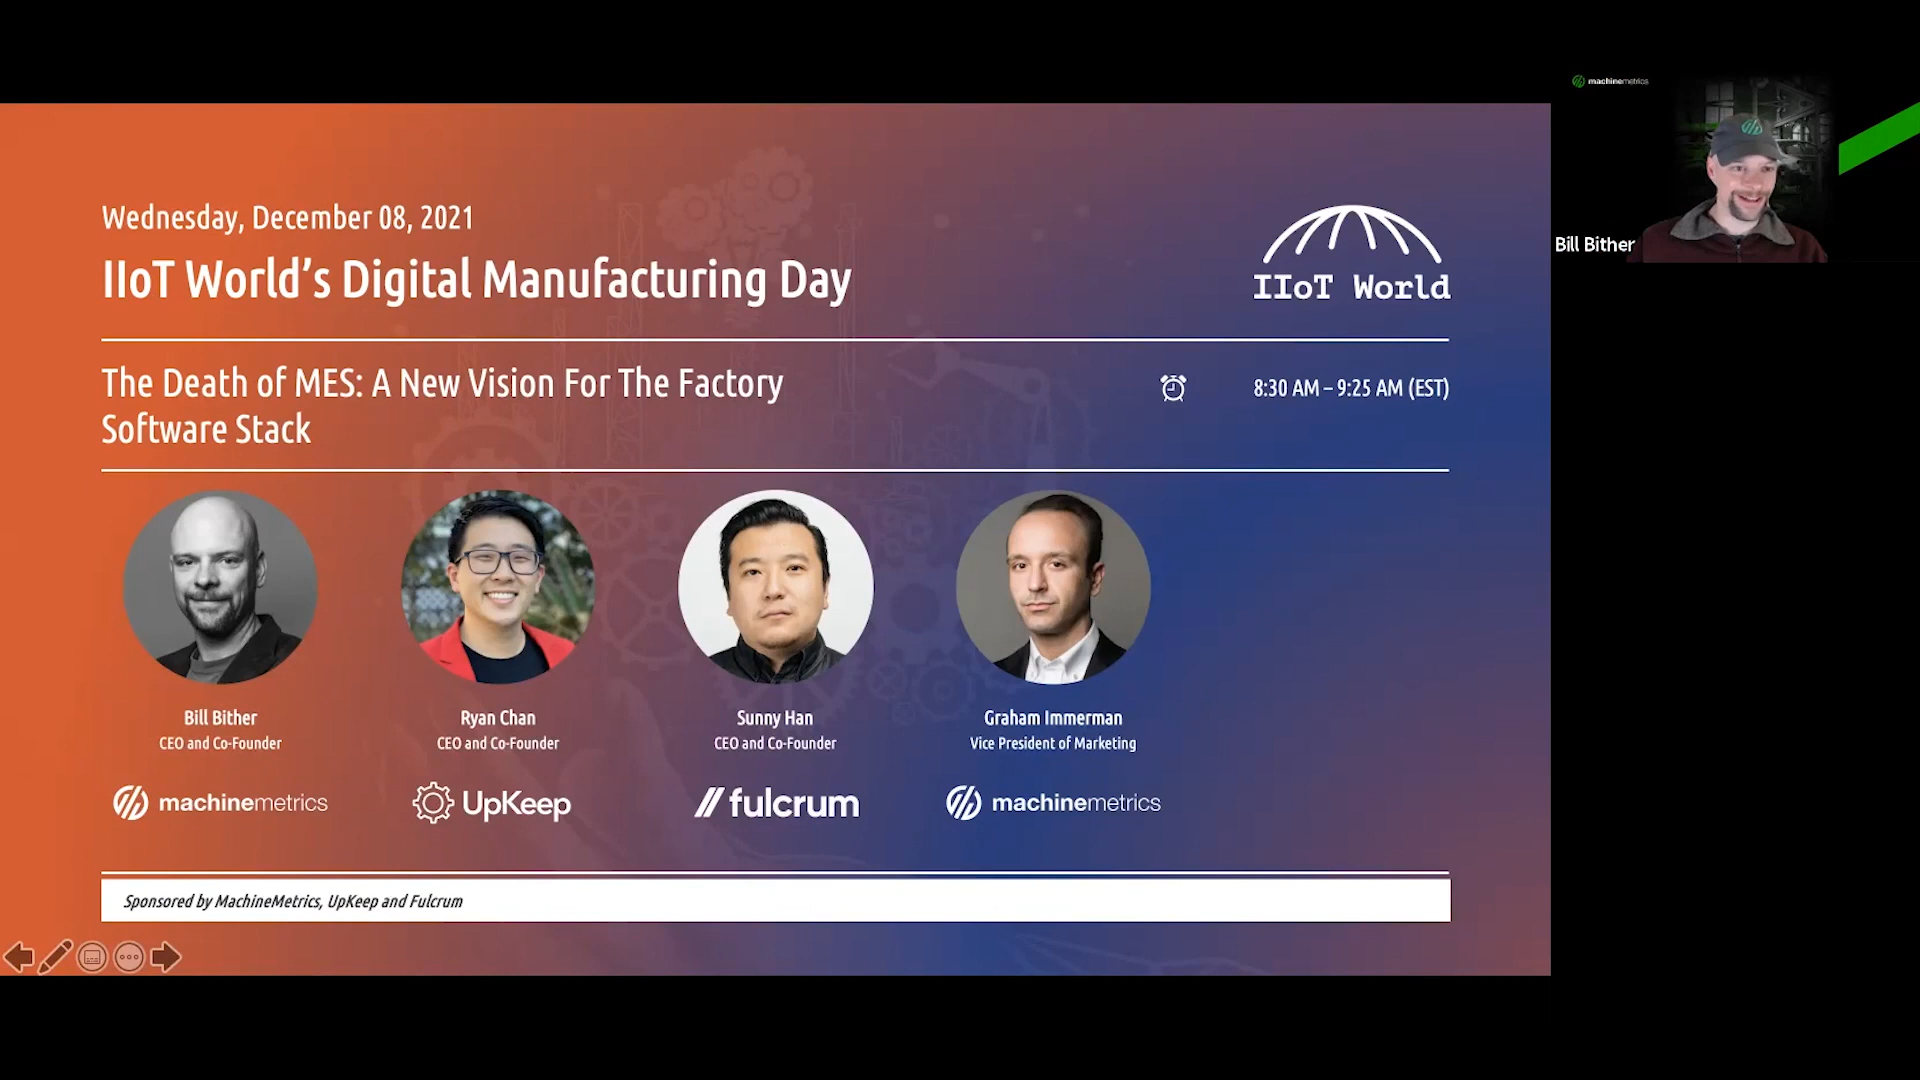 machinemetrics
Bill Bither
Wednesday, December 08, 2021
IIoT World's Digital Manufacturing Day
IIoT World
The Death of MES: A New Vision For The Factory
Software Stack
8:30 AM – 9:25 AM (EST)
Bill Bither
CEO and Co-Founder
machinemetrics
Ryan Chan
CEO and Co-Founder
UpKeep
Sunny Han
CEO and Co-Founder
fulcrum
Graham Immerman
Vice President of Marketing
machinemetrics
Sponsored by MachineMetrics, UpKeep and Fulcrum